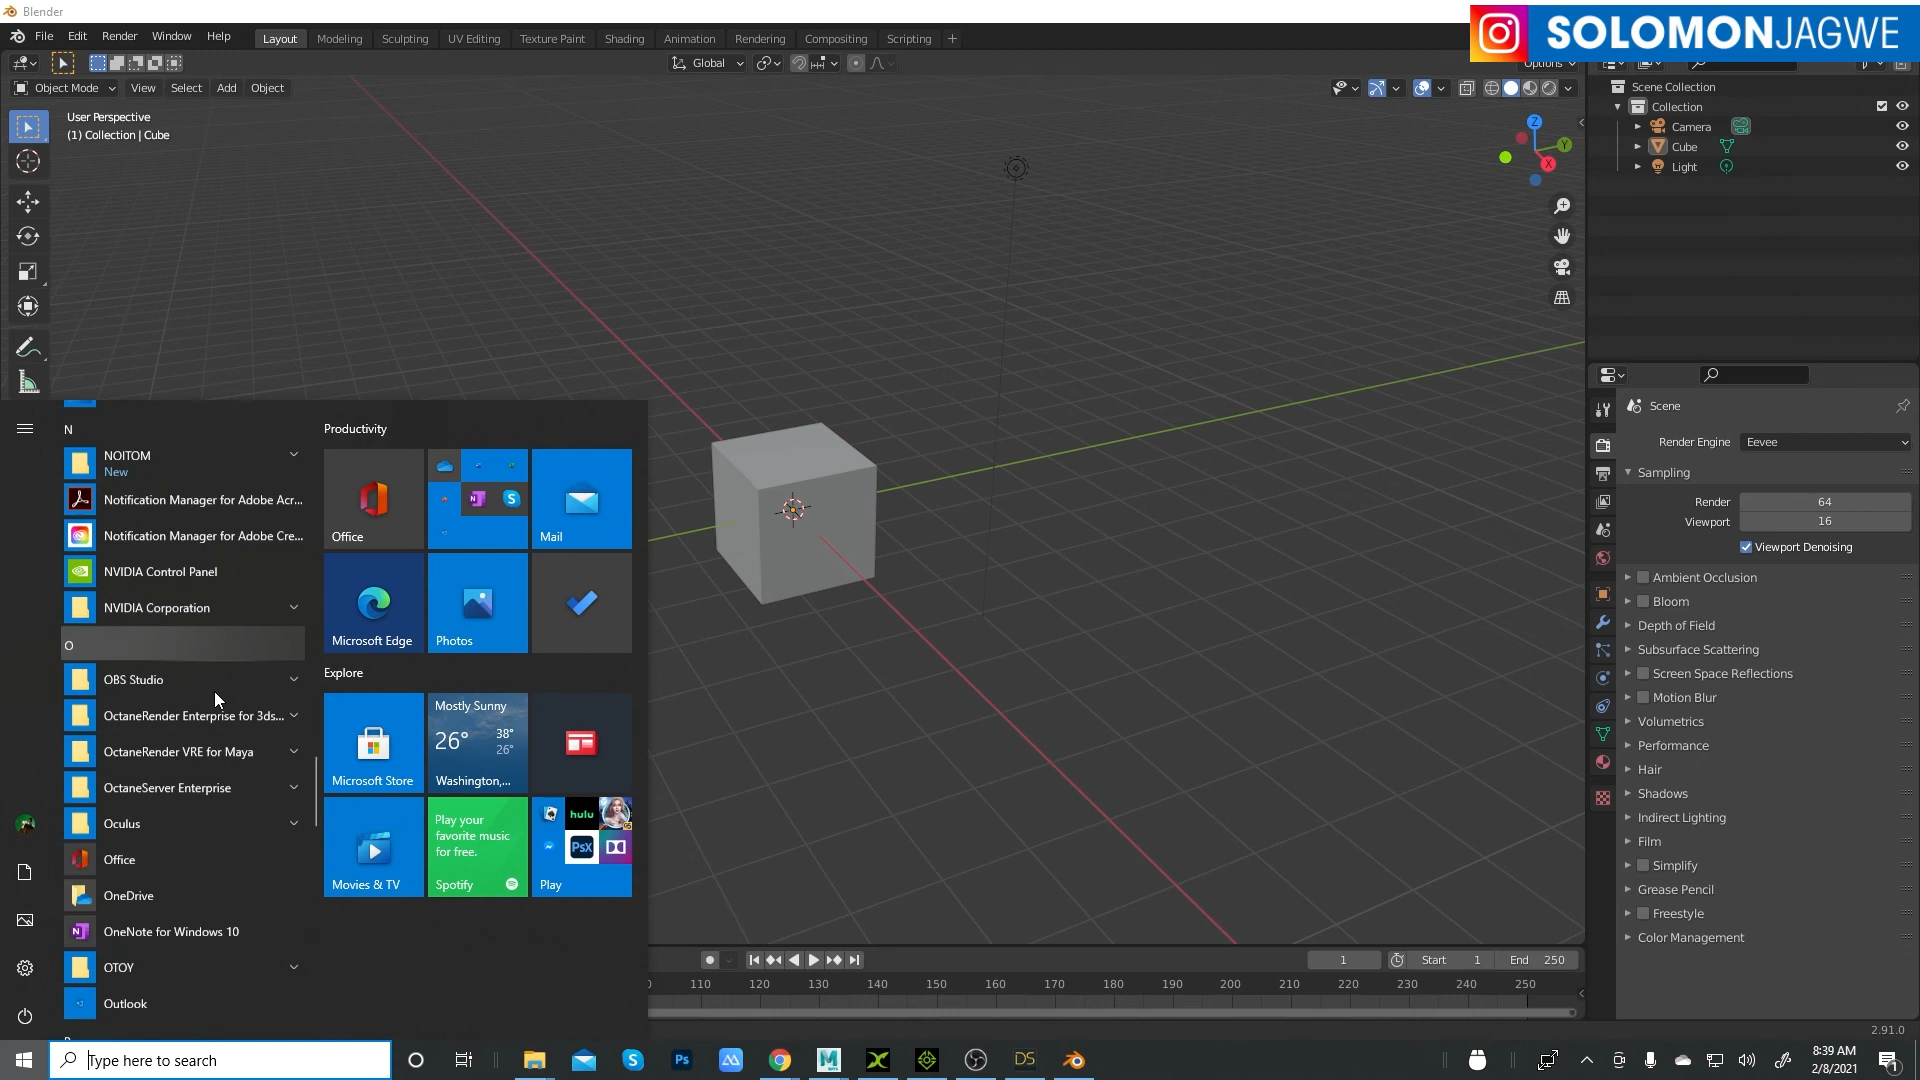 Blender
SOLOMONJAGWE
File Edit Render Window Help
Layout Modeling Sculpting UV Editing Texture Paint Shading Animation Rendering Compositing Scripting +
Global
Options
Object Mode View Select Add Object
User Perspective
(1) Collection | Cube
Z
Y
X
Scene Collection
Collection
Camera
Cube
Light
Scene
Render Engine Eevee
Sampling
Render 64
Viewport 16
Viewport Denoising
Ambient Occlusion
Bloom
Depth of Field
Subsurface Scattering
Screen Space Reflections
Motion Blur
Volumetrics
Performance
Hair
Shadows
Indirect Lighting
Film
Simplify
Grease Pencil
Freestyle
Color Management
N
NOITOM
New
Notification Manager for Adobe Acr...
Notification Manager for Adobe Cre...
NVIDIA Control Panel
NVIDIA Corporation
O
OBS Studio
OctaneRender Enterprise for 3ds...
OctaneRender VRE for Maya
OctaneServer Enterprise
Oculus
Office
OneDrive
OneNote for Windows 10
OTOY
Outlook
Productivity
Office
Mail
Microsoft Edge
Photos
Explore
Microsoft Store
Mostly Sunny
26° 38°
26°
Washington,...
Movies & TV
Play your
favorite music
for free.
Spotify
hulu
PsX
Play
1 Start 1 End 250
110 120 130 140 150 160 170 180 190 200 210 220 230 240 250
2.91.0
Type here to search
Ps
M
DS
8:39 AM
2/8/2021
1